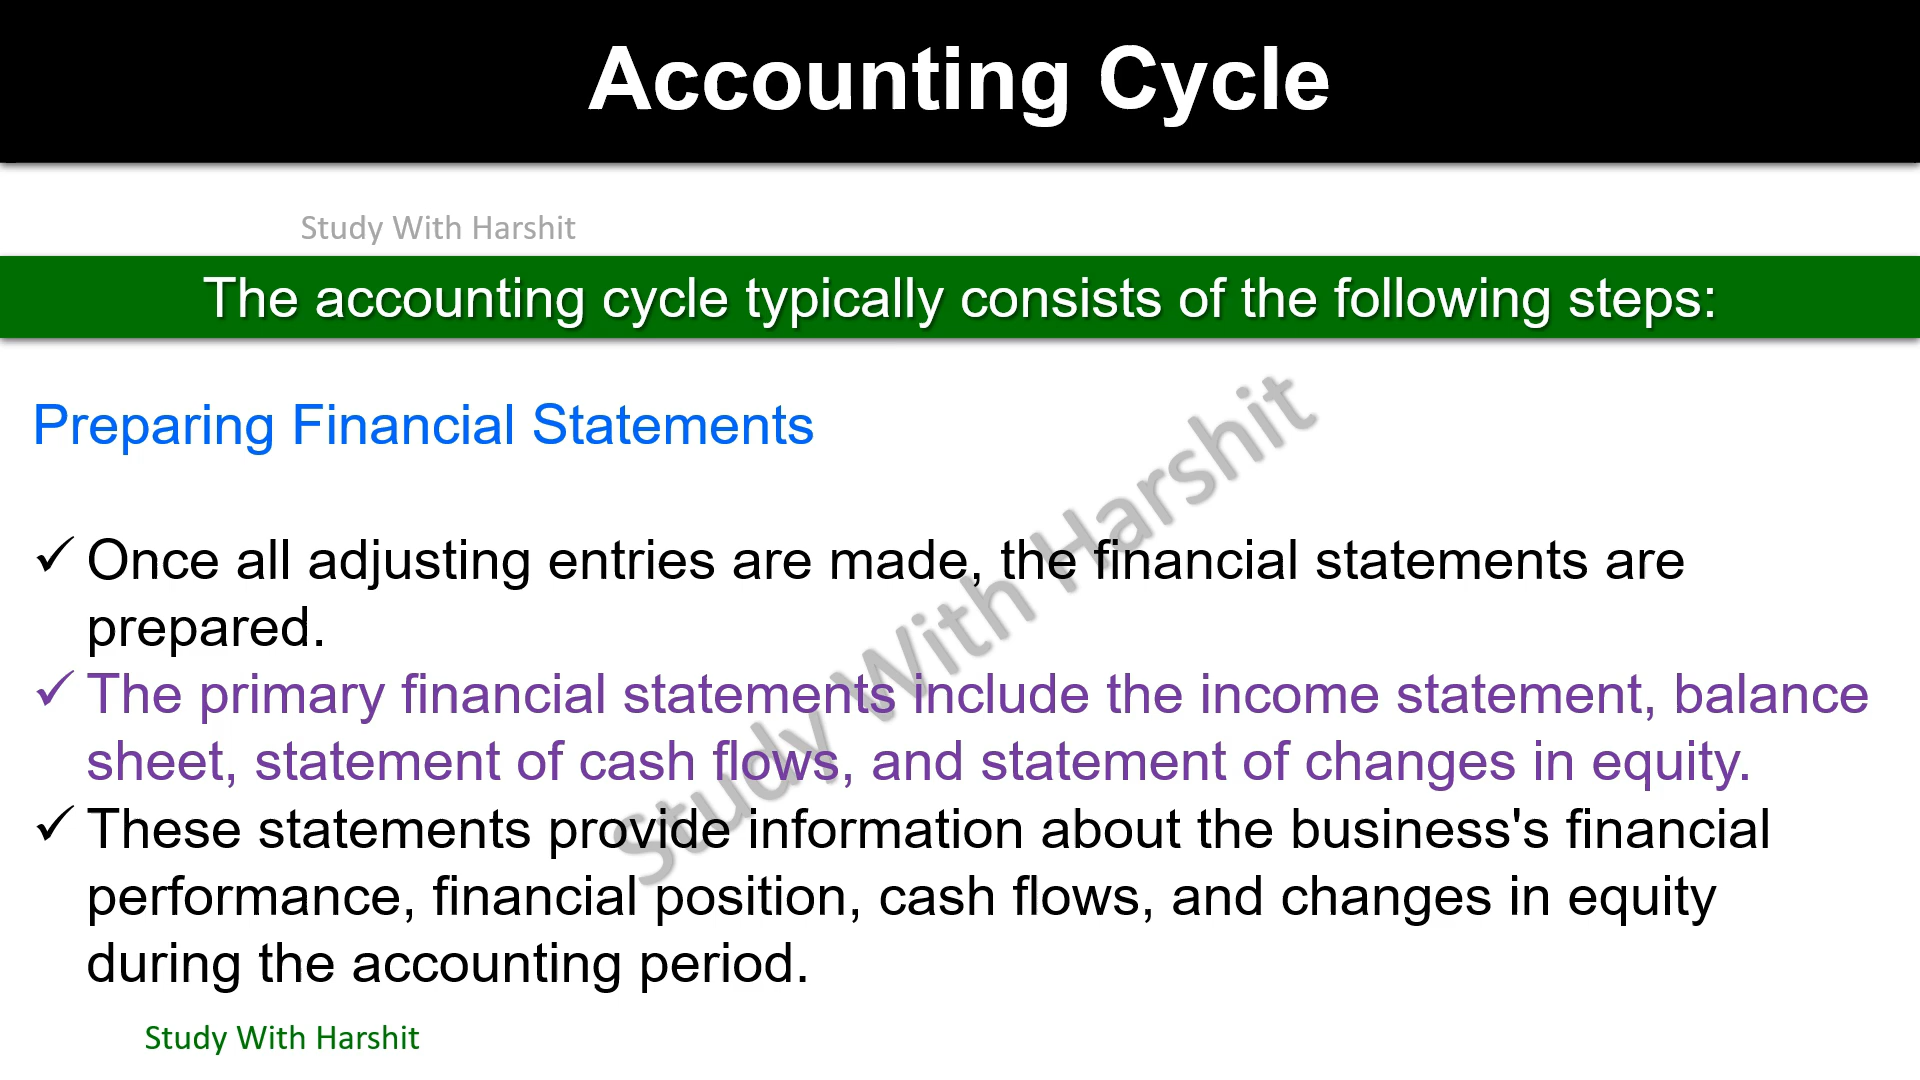 Accounting Cycle
Study With Harshit
The accounting cycle typically consists of the following steps:
Preparing Financial Statements
✓ Once all adjusting entries are made, the financial statements are
prepared.
✓ The primary financial statements include the income statement, balance
sheet, statement of cash flows, and statement of changes in equity.
✓ These statements provide information about the business's financial
performance, financial position, cash flows, and changes in equity
during the accounting period.
Study With Harshit
Study With Harshit